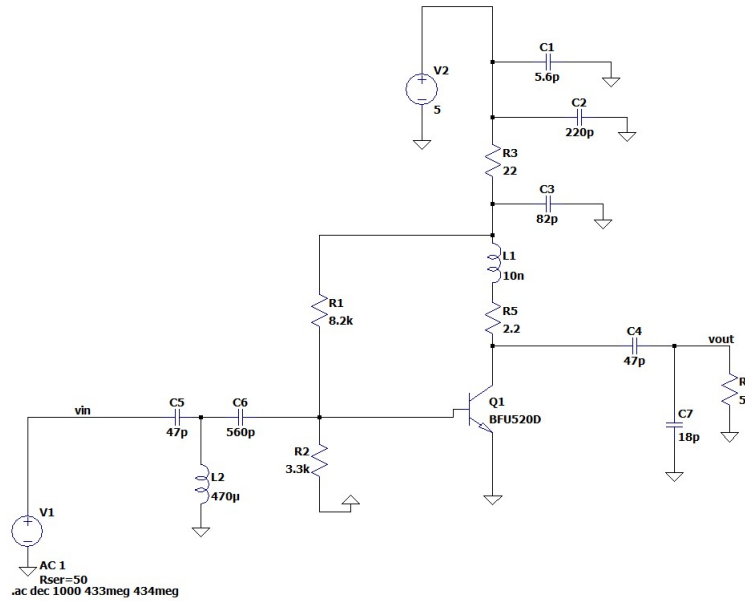 C1
5.6p
V2
5
C2
220p
R3
22
C3
82p
L1
10n
R1
8.2k
R5
2.2
C4
47p
vout
R
Q1
BFU520D
C7
18p
C5
47p
C6
560p
vin
R2
3.3k
L2
470µ
V1
AC 1
Rser=50
.ac dec 1000 433meg 434meg